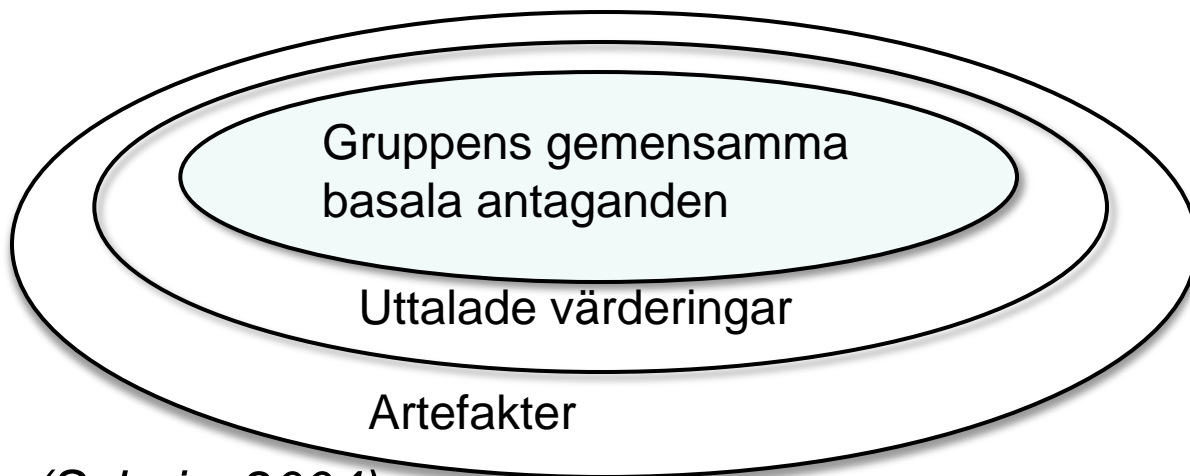 Gruppens gemensamma
basala antaganden
Uttalade värderingar
Artefakter